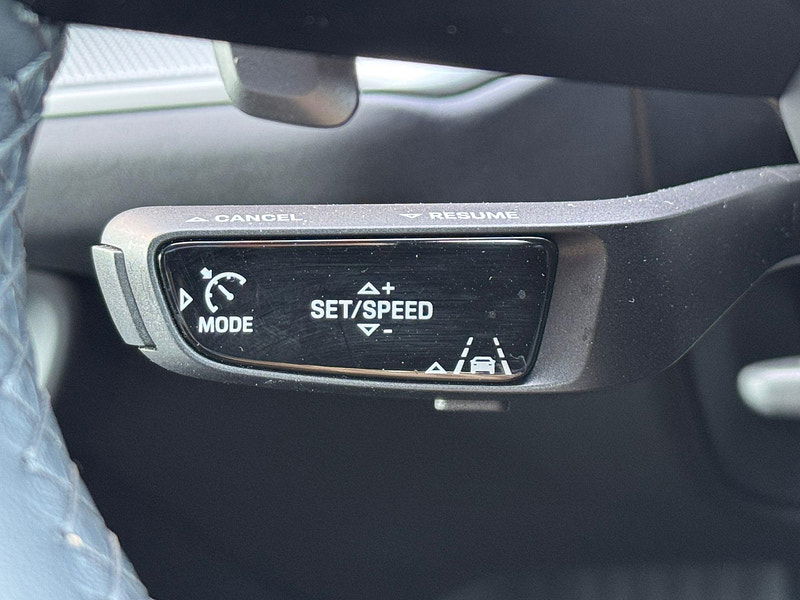 CANCEL
RESUME
+
SET/SPEED
-
MODE